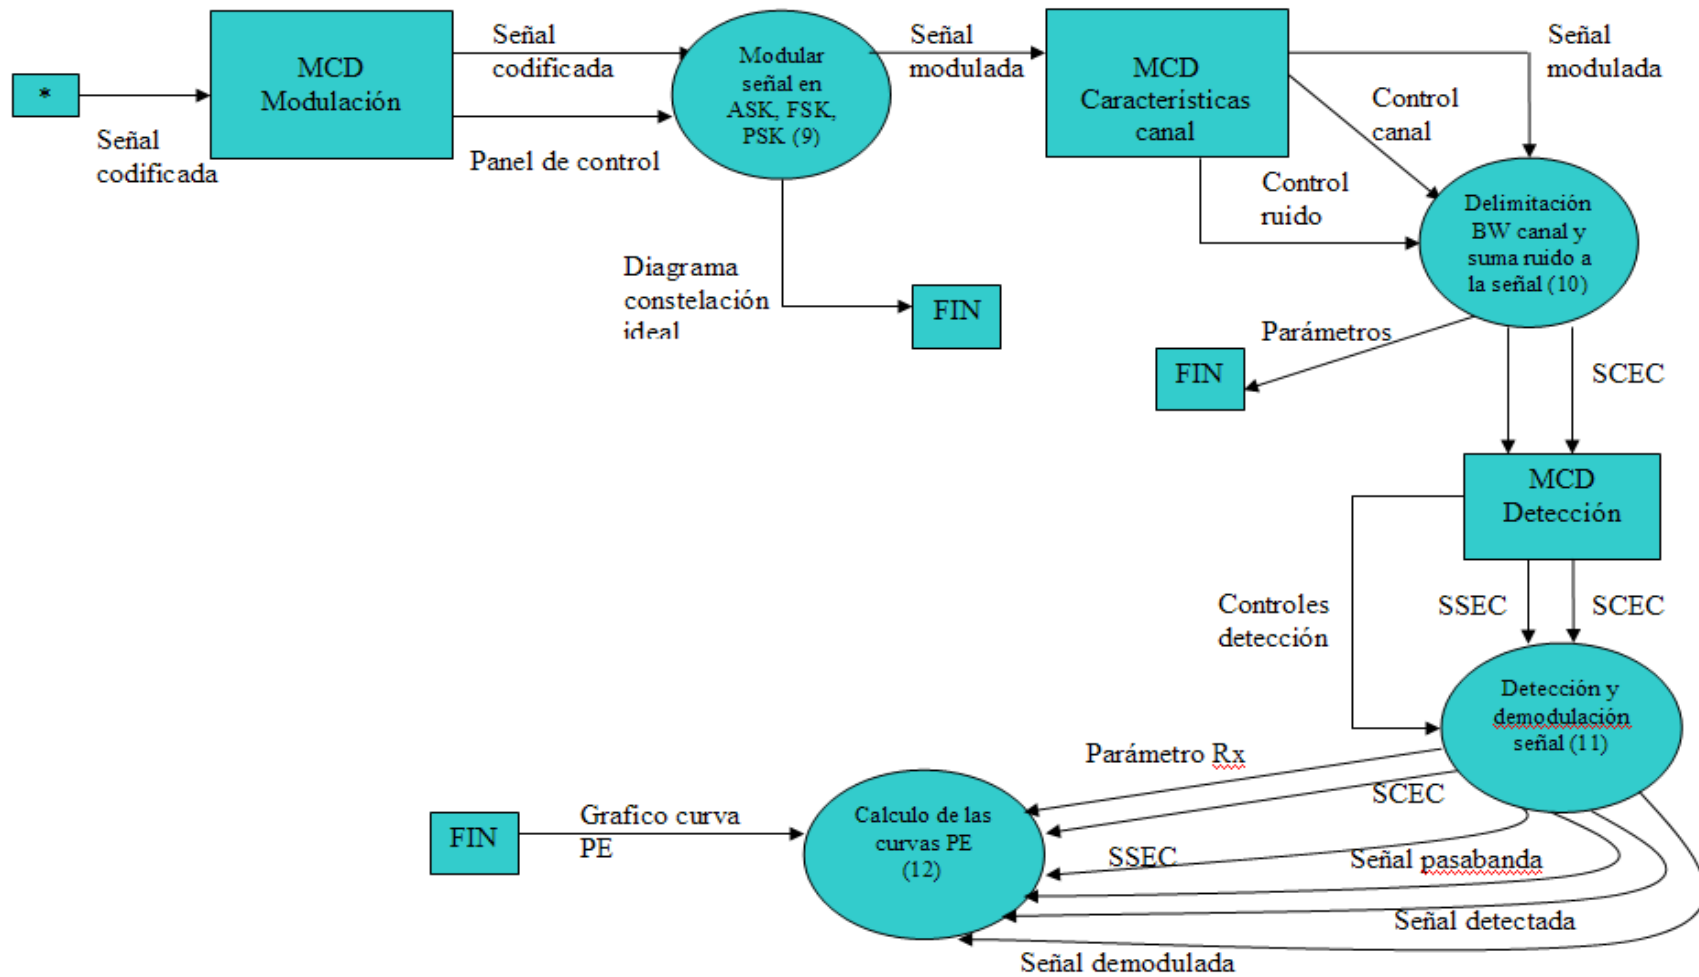 *
Señal
codificada
MCD
Modulación
Señal
codificada
Panel de control
Modular
señal en
ASK, FSK,
PSK (9)
Diagrama
constelación
ideal
FIN
Señal
modulada
MCD
Características
canal
Señal
modulada
Control
canal
Control
ruido
Delimitación
BW canal y
suma ruido a
la señal (10)
Parámetros
FIN
SCEC
MCD
Detección
Controles
detección
SSEC
SCEC
Detección y
demodulación
señal (11)
Parámetro Rx
SCEC
SSEC
Señal pasabanda
Señal detectada
Señal demodulada
Calculo de las
curvas PE
(12)
Grafico curva
PE
FIN